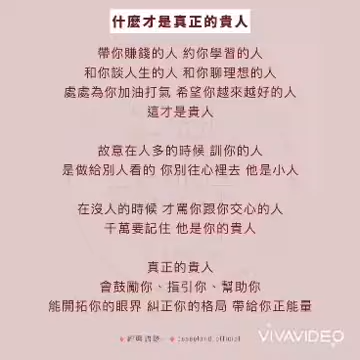 什麼才是真正的貴人
帶你賺錢的人 約你學習的人
和你談人生的人 和你聊理想的人
處處為你加油打氣 希望你越來越好的人
這才是貴人
故意在人多的時候 訓你的人
是做給別人看的 你別往心裡去 他是小人
在沒人的時候 才罵你跟你交心的人
千萬要記住 他是你的貴人
真正的貴人
會鼓勵你、指引你、幫助你
能開拓你的眼界 糾正你的格局 帶給你正能量
VIVAVIDEO